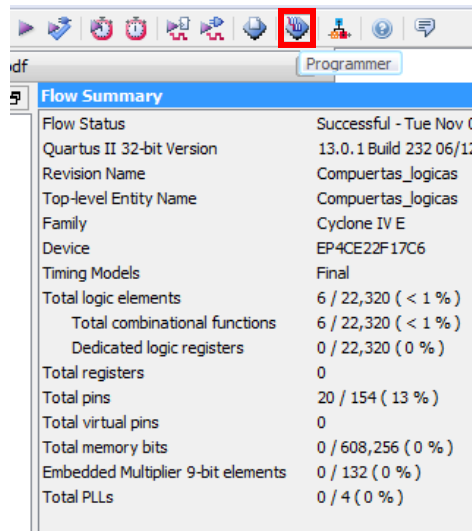 df
Programmer
Flow Summary
Flow Status Successful - Tue Nov
Quartus II 32-bit Version 13.0.1 Build 232 06/12
Revision Name Compuertas_logicas
Top-level Entity Name Compuertas_logicas
Family Cyclone IV E
Device EP4CE22F17C6
Timing Models Final
Total logic elements 6 / 22,320 ( < 1 % )
Total combinational functions 6 / 22,320 ( < 1 % )
Dedicated logic registers 0 / 22,320 ( 0 % )
Total registers 0
Total pins 20 / 154 ( 13 % )
Total virtual pins 0
Total memory bits 0 / 608,256 ( 0 % )
Embedded Multiplier 9-bit elements 0 / 132 ( 0 % )
Total PLLs 0 / 4 ( 0 % )